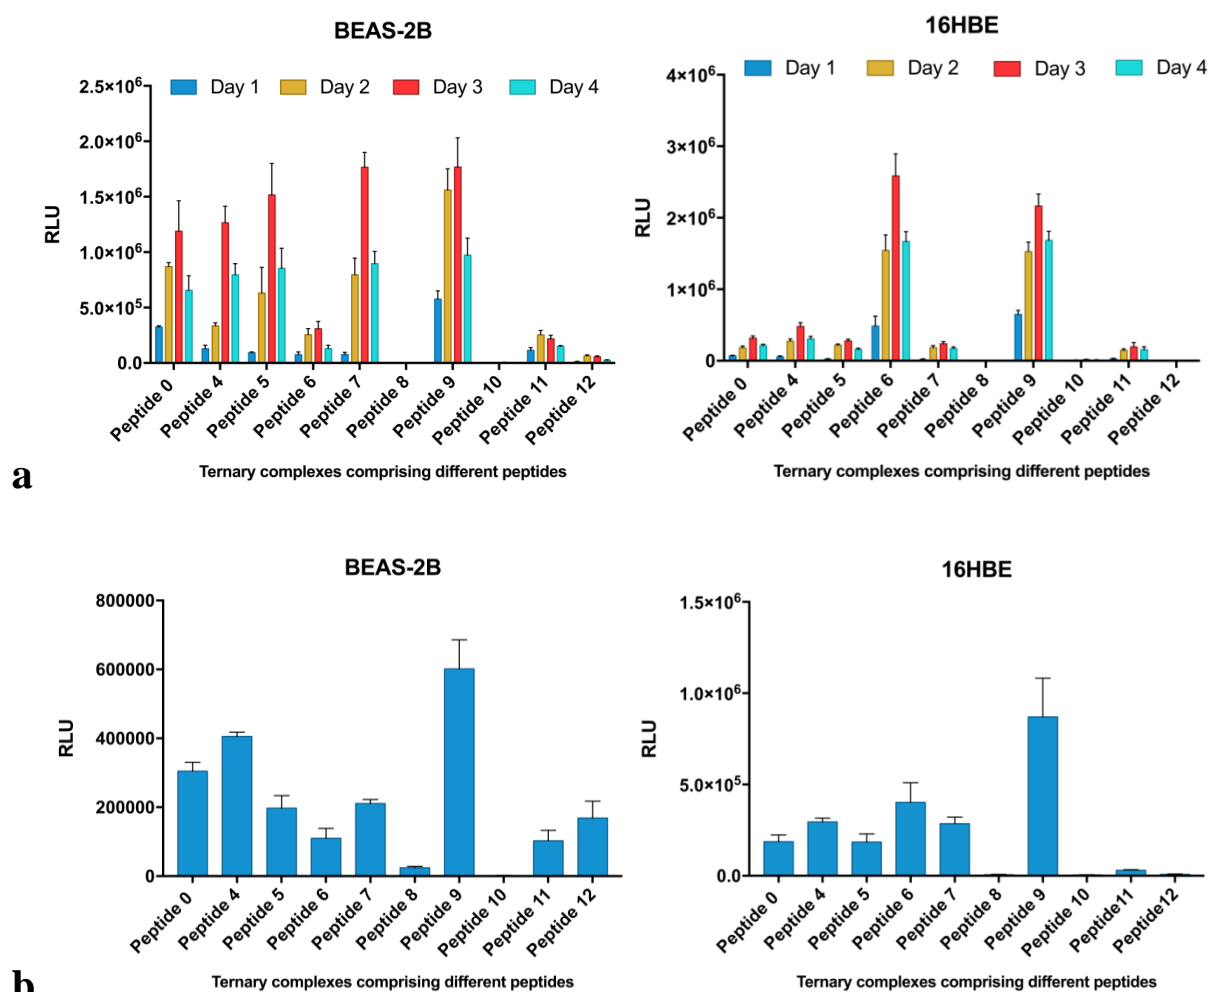 BEAS-2B
Day 1 Day 2 Day 3 Day 4
2.5×10⁶
2.0×10⁶
1.5×10⁶
1.0×10⁶
5.0×10⁵
0.0
RLU
Peptide 0
Peptide 4
Peptide 5
Peptide 6
Peptide 7
Peptide 8
Peptide 9
Peptide 10
Peptide 11
Peptide 12
Ternary complexes comprising different peptides
16HBE
Day 1 Day 2 Day 3 Day 4
4×10⁶
3×10⁶
2×10⁶
1×10⁶
0
RLU
Peptide 0
Peptide 4
Peptide 5
Peptide 6
Peptide 7
Peptide 8
Peptide 9
Peptide 10
Peptide 11
Peptide 12
Ternary complexes comprising different peptides
a
BEAS-2B
800000
600000
400000
200000
0
RLU
Peptide 0
Peptide 4
Peptide 5
Peptide 6
Peptide 7
Peptide 8
Peptide 9
Peptide 10
Peptide 11
Peptide 12
Ternary complexes comprising different peptides
16HBE
1.5×10⁶
1.0×10⁶
5.0×10⁵
0.0
RLU
Peptide 0
Peptide 4
Peptide 5
Peptide 6
Peptide 7
Peptide 8
Peptide 9
Peptide 10
Peptide11
Peptide12
Ternary complexes comprising different peptides
b